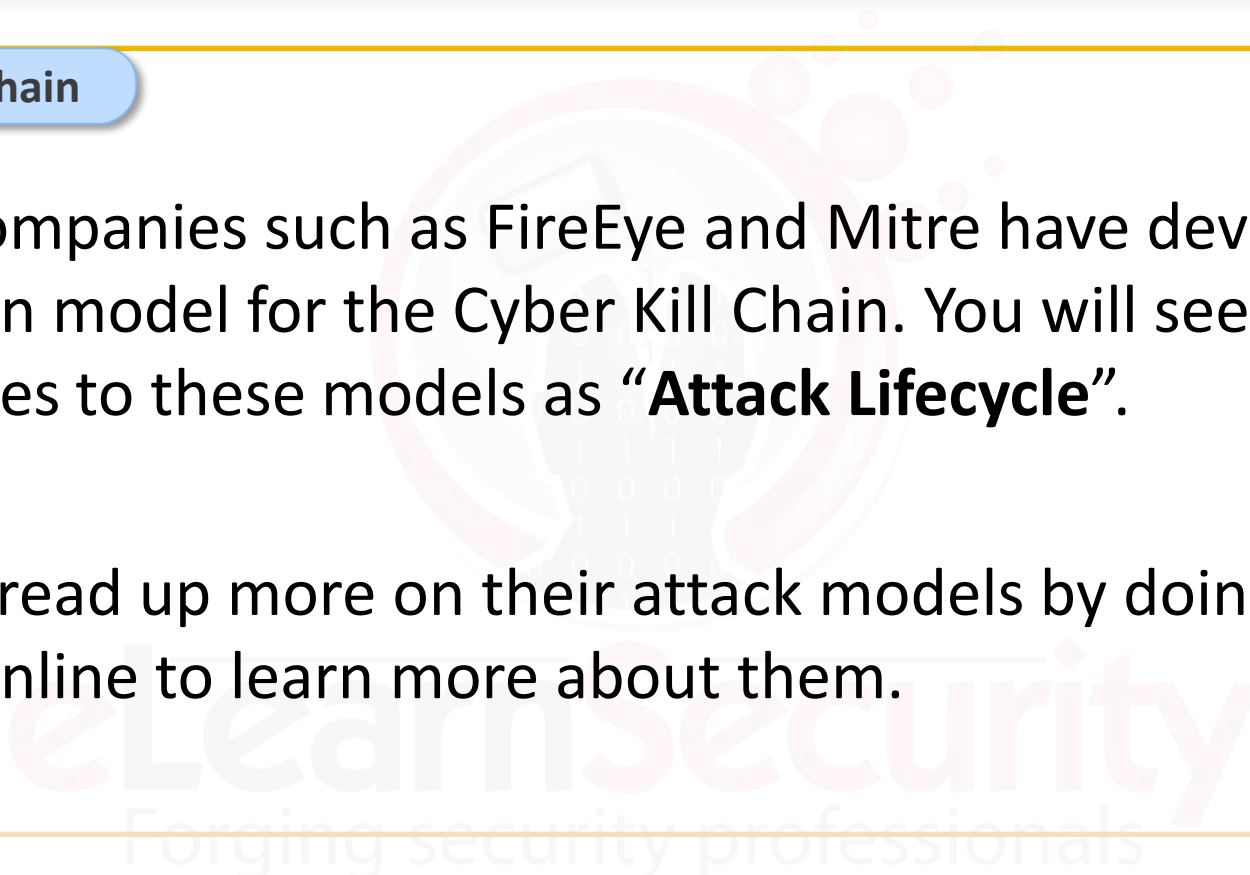 hain
ompanies such as FireEye and Mitre have dev
n model for the Cyber Kill Chain. You will see
es to these models as “Attack Lifecycle”.
read up more on their attack models by doin
nline to learn more about them.
eLearnSecurity
Forging security professionals